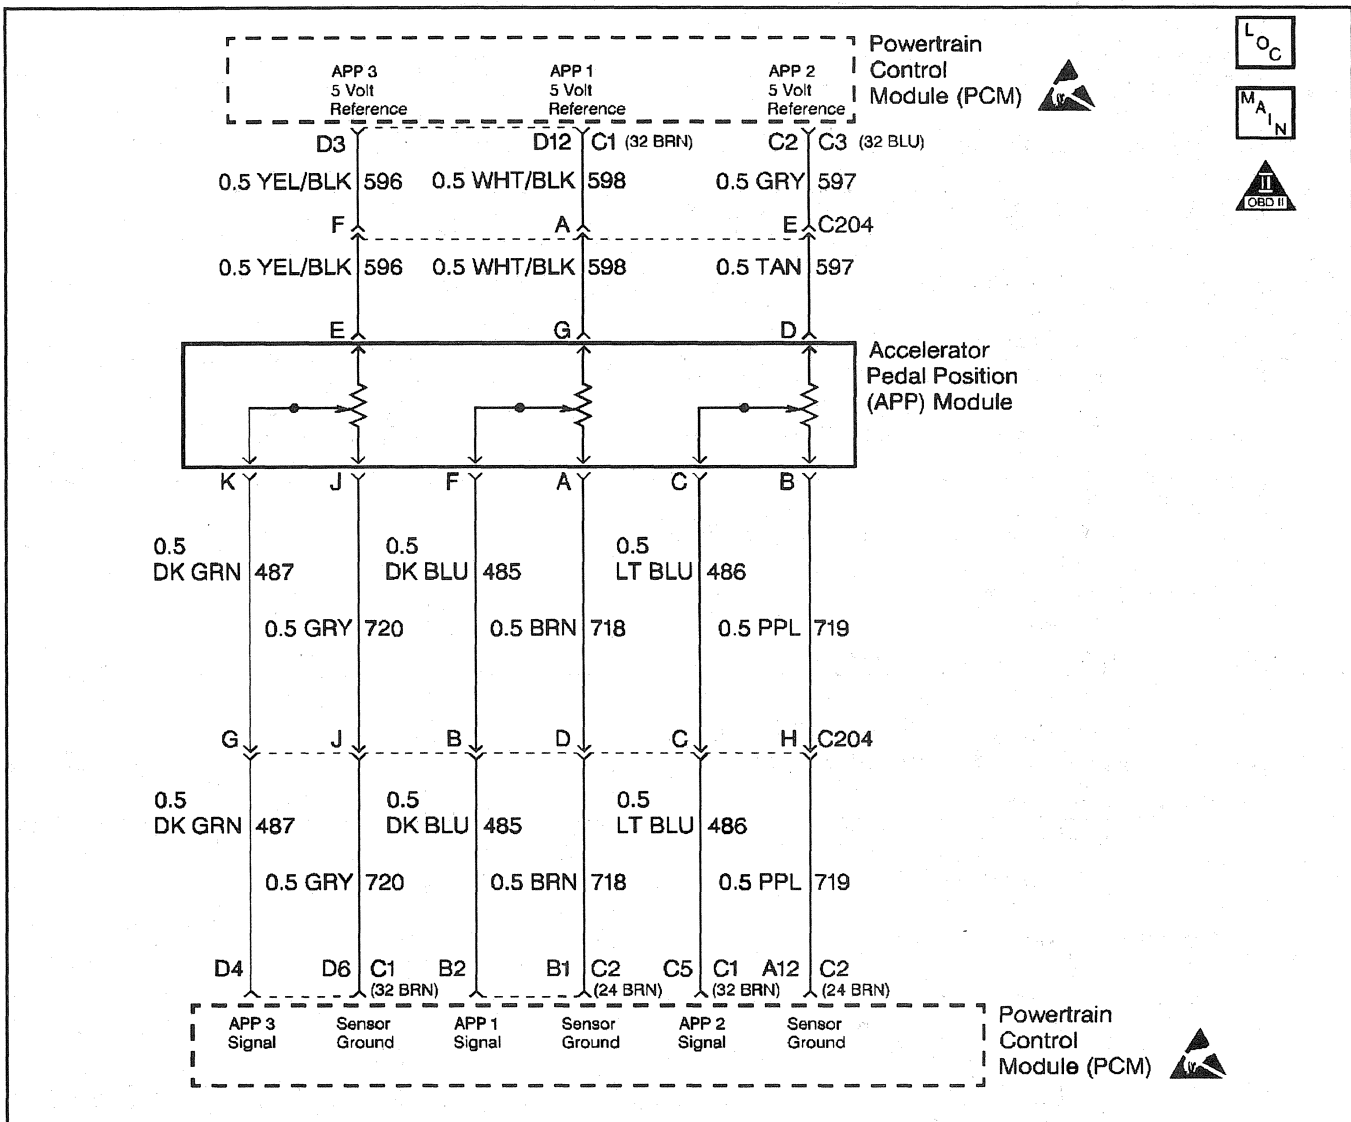 Powertrain
Control
Module (PCM)
L O C
M A I N
II
OBD II
APP 3
5 Volt
Reference
APP 1
5 Volt
Reference
APP 2
5 Volt
Reference
D3 D12 C1 (32 BRN) C2 C3 (32 BLU)
0.5 YEL/BLK 596 0.5 WHT/BLK 598 0.5 GRY 597
F A E C204
0.5 YEL/BLK 596 0.5 WHT/BLK 598 0.5 TAN 597
E G D
Accelerator
Pedal Position
(APP) Module
K J F A C B
0.5 0.5 0.5
DK GRN 487 DK BLU 485 LT BLU 486
0.5 GRY 720 0.5 BRN 718 0.5 PPL 719
G J B D C H C204
0.5 0.5 0.5
DK GRN 487 DK BLU 485 LT BLU 486
0.5 GRY 720 0.5 BRN 718 0.5 PPL 719
D4 D6 C1 B2 B1 C2 C5 C1 A12 C2
(32 BRN) (24 BRN) (32 BRN) (24 BRN)
APP 3
Signal
Sensor
Ground
APP 1
Signal
Sensor
Ground
APP 2
Signal
Sensor
Ground
Powertrain
Control
Module (PCM)